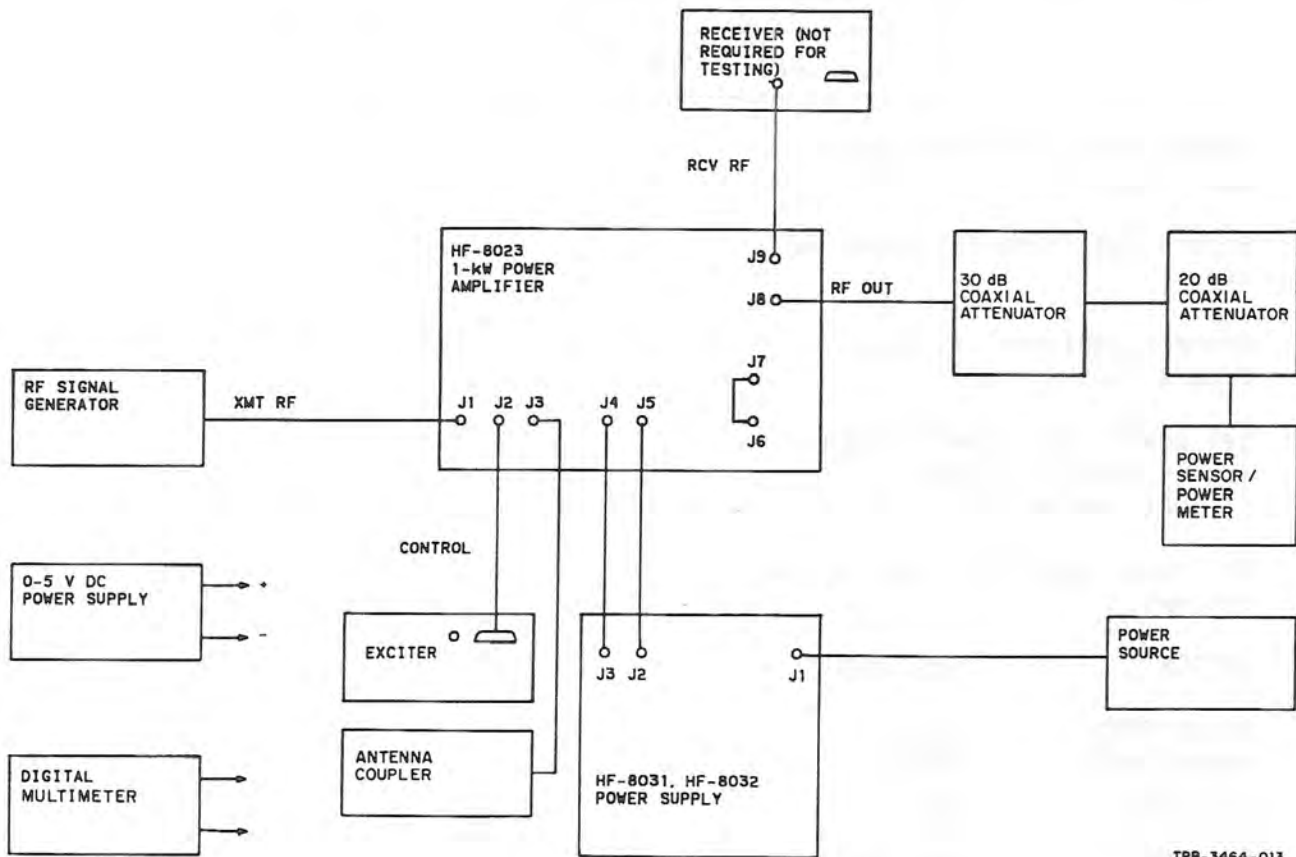 RECEIVER (NOT
REQUIRED FOR
TESTING)
RCV RF
HF-8023
1-kW POWER
AMPLIFIER
J9
J8
RF OUT
30 dB
COAXIAL
ATTENUATOR
20 dB
COAXIAL
ATTENUATOR
J7
J6
RF SIGNAL
GENERATOR
XMT RF
J1
J2
J3
J4
J5
POWER
SENSOR/
POWER
METER
CONTROL
0-5 V DC
POWER SUPPLY
+
-
EXCITER
J3
J2
J1
POWER
SOURCE
ANTENNA
COUPLER
HF-8031, HF-8032
POWER SUPPLY
DIGITAL
MULTIMETER
TPB-3464-013